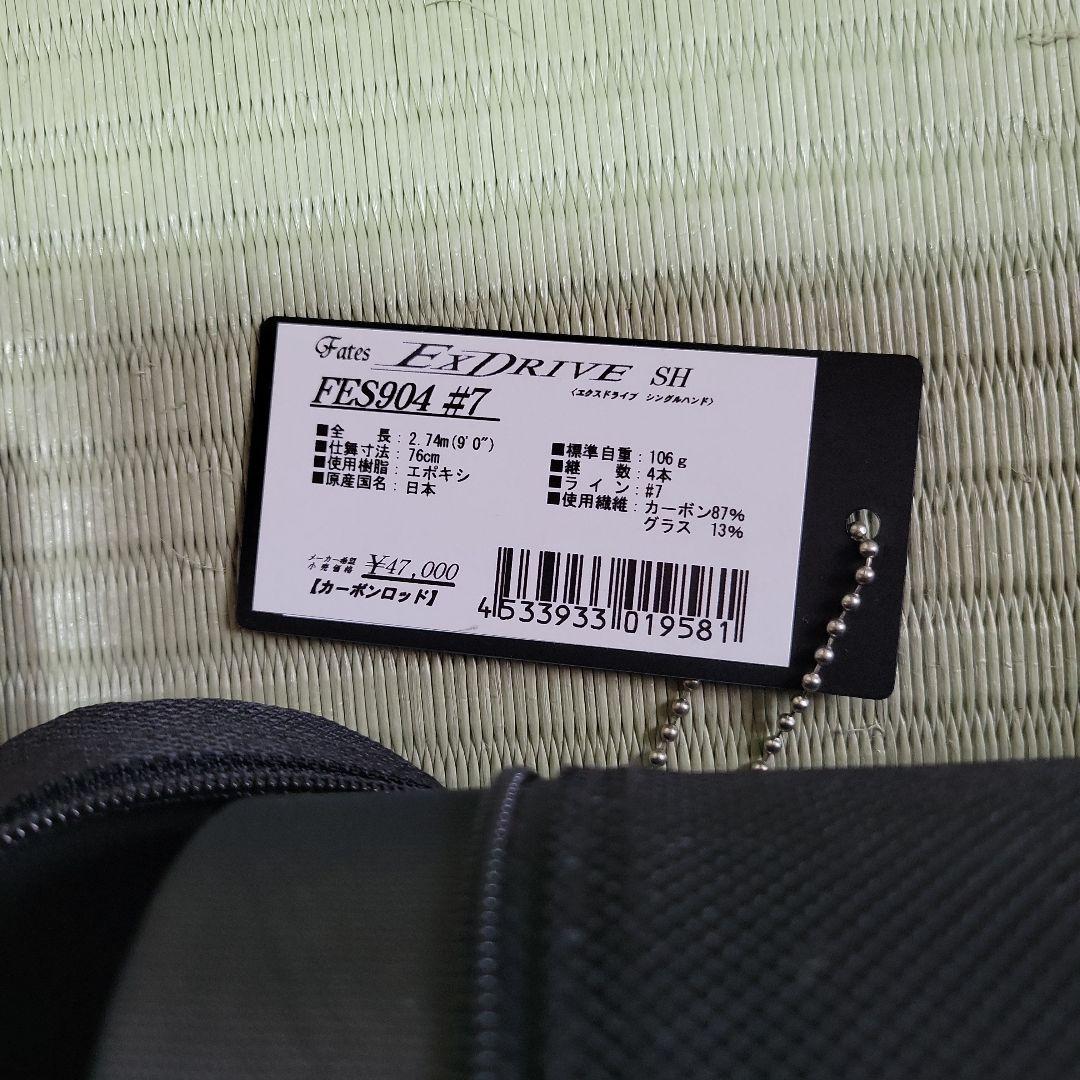 Fates EXDRIVE SH
〈エクスドライブ シングルハンド〉
FES904 #7
■全 長：2.74m(9'0")
■仕舞寸法：76cm
■使用樹脂：エポキシ
■原産国名：日本
■標準自重：106g
■継 数：4本
■ライン：#7
■使用繊維：カーボン87%
グラス 13%
メーカー希望
小売価格 ¥47,000
【カーボンロッド】
4 533933 019581